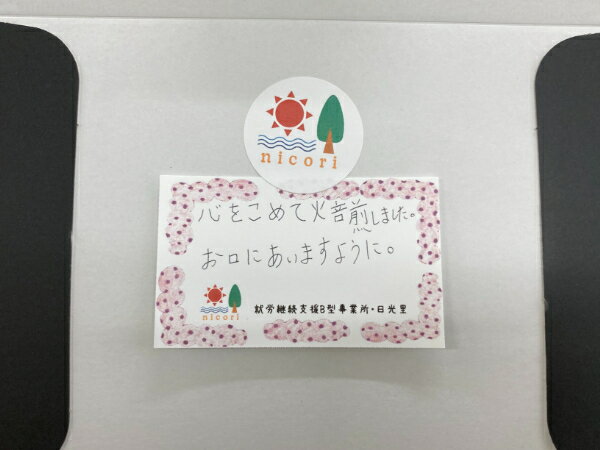 nicori
心をこめて火焙煎しました。
お口にあいますように。
nicori
就労継続支援B型事業所・日光里